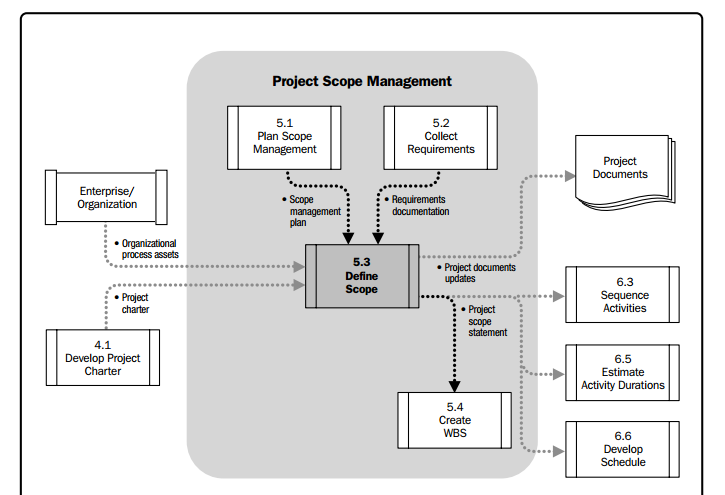 Project Scope Management
5.1
Plan Scope
Management
5.2
Collect
Requirements
Project
Documents
Enterprise/
Organization
• Scope
management
plan
• Requirements
documentation
• Organizational
process assets
5.3
Define
Scope
• Project documents
updates
• Project
charter
• Project
scope
statement
6.3
Sequence
Activities
4.1
Develop Project
Charter
6.5
Estimate
Activity Durations
5.4
Create
WBS
6.6
Develop
Schedule